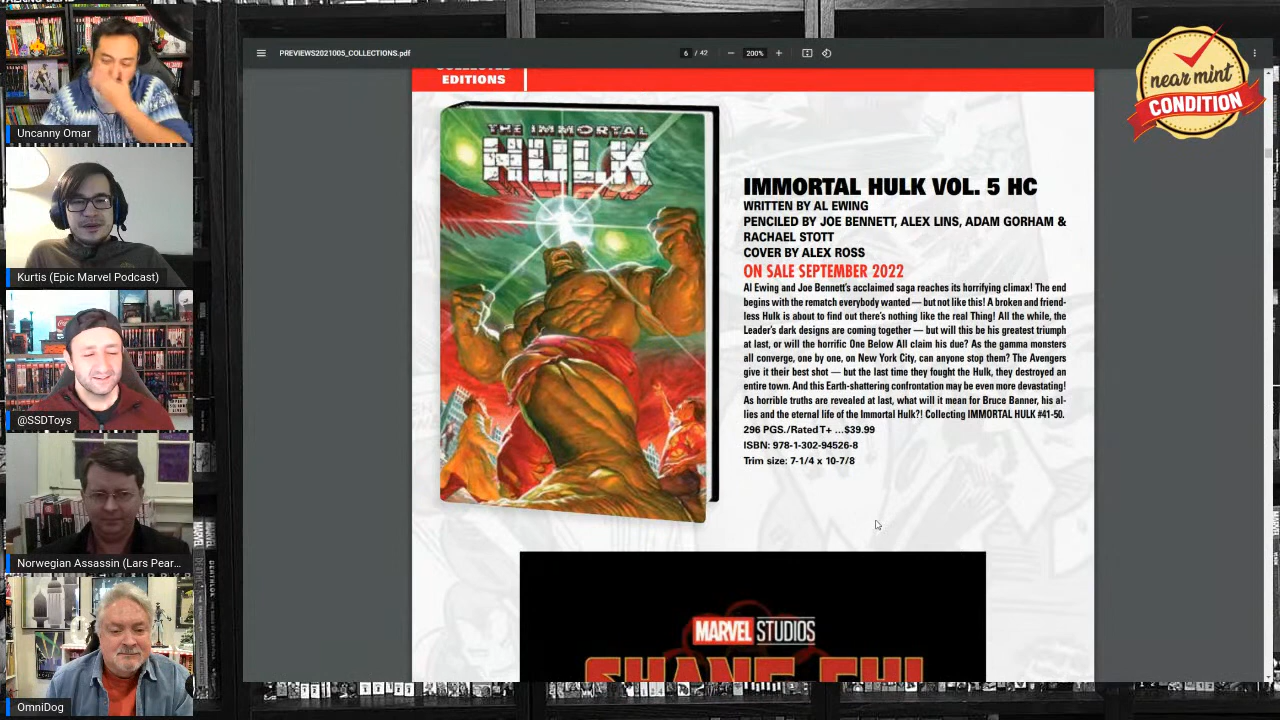 PREVIEWS2021005_COLLECTIONS.pdf
6 / 42
200%
EDITIONS
near mint
CONDITION
THE IMMORTAL
HULK
IMMORTAL HULK VOL. 5 HC
WRITTEN BY AL EWING
PENCILED BY JOE BENNETT, ALEX LINS, ADAM GORHAM &
RACHAEL STOTT
COVER BY ALEX ROSS
ON SALE SEPTEMBER 2022
Al Ewing and Joe Bennett's acclaimed saga reaches its horrifying climax! The end
begins with the rematch everybody wanted — but not like this! A broken and friend-
less Hulk is about to find out there's nothing like the real Thing! All the while, the
Leader's dark designs are coming together — but will this be his greatest triumph
at last, or will the horrific One Below All claim his due? As the gamma monsters
all converge, one by one, on New York City, can anyone stop them? The Avengers
give it their best shot — but the last time they fought the Hulk, they destroyed an
entire town. And this Earth-shattering confrontation may be even more devastating!
As horrible truths are revealed at last, what will it mean for Bruce Banner, his al-
lies and the eternal life of the Immortal Hulk?! Collecting IMMORTAL HULK #41-50.
296 PGS./Rated T+ ...$39.99
ISBN: 978-1-302-94526-8
Trim size: 7-1/4 x 10-7/8
MARVEL STUDIOS
SHANG-CHI
Uncanny Omar
Kurtis (Epic Marvel Podcast)
@SSDToys
Norwegian Assassin (Lars Pear...
OmniDog